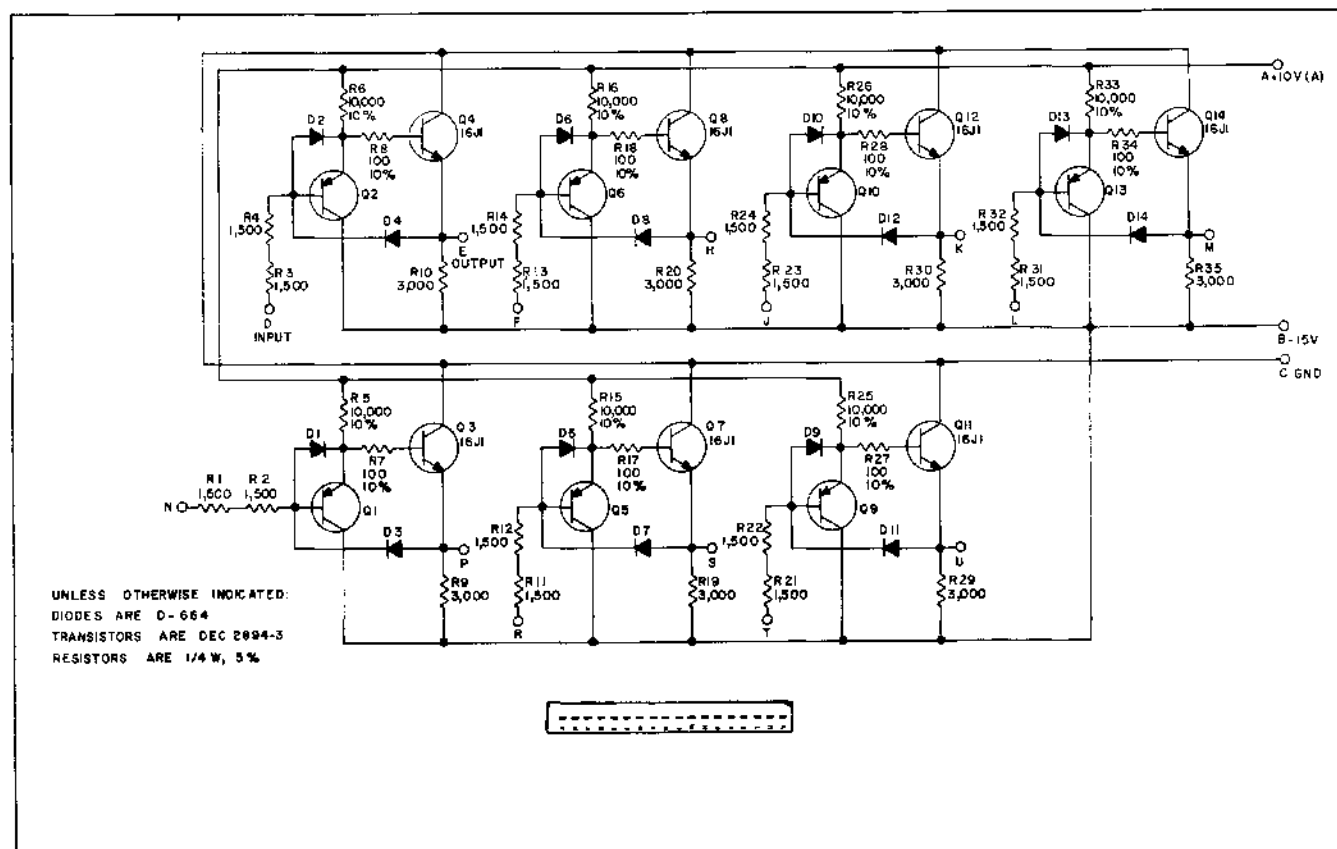 A+10V(A)
R6
10,000
10%
R16
10,000
10%
R26
10,000
10%
R33
10,000
10%
D2
Q4
16J1
D6
Q8
16J1
D10
Q12
16J1
D13
Q14
16J1
R8
100
10%
R18
100
10%
R28
100
10%
R34
100
10%
Q2
Q6
Q10
Q13
R4
1,500
D4
R14
1,500
D8
R24
1,500
D12
R32
1,500
D14
E
OUTPUT
H
K
M
R3
1,500
R10
3,000
R13
1,500
R20
3,000
R23
1,500
R30
3,000
R31
1,500
R35
3,000
D
INPUT
F
J
L
B-15V
C GND
R5
10,000
10%
R15
10,000
10%
R25
10,000
10%
D1
Q3
16J1
D5
Q7
16J1
D9
Q11
16J1
R7
100
10%
R17
100
10%
R27
100
10%
N
R1
1,500
R2
1,500
Q1
Q5
Q9
D3
R12
1,500
D7
R22
1,500
D11
P
S
U
R9
3,000
R11
1,500
R19
3,000
R21
1,500
R29
3,000
R
T
UNLESS OTHERWISE INDICATED:
DIODES ARE D-664
TRANSISTORS ARE DEC 2894-3
RESISTORS ARE 1/4 W, 5%